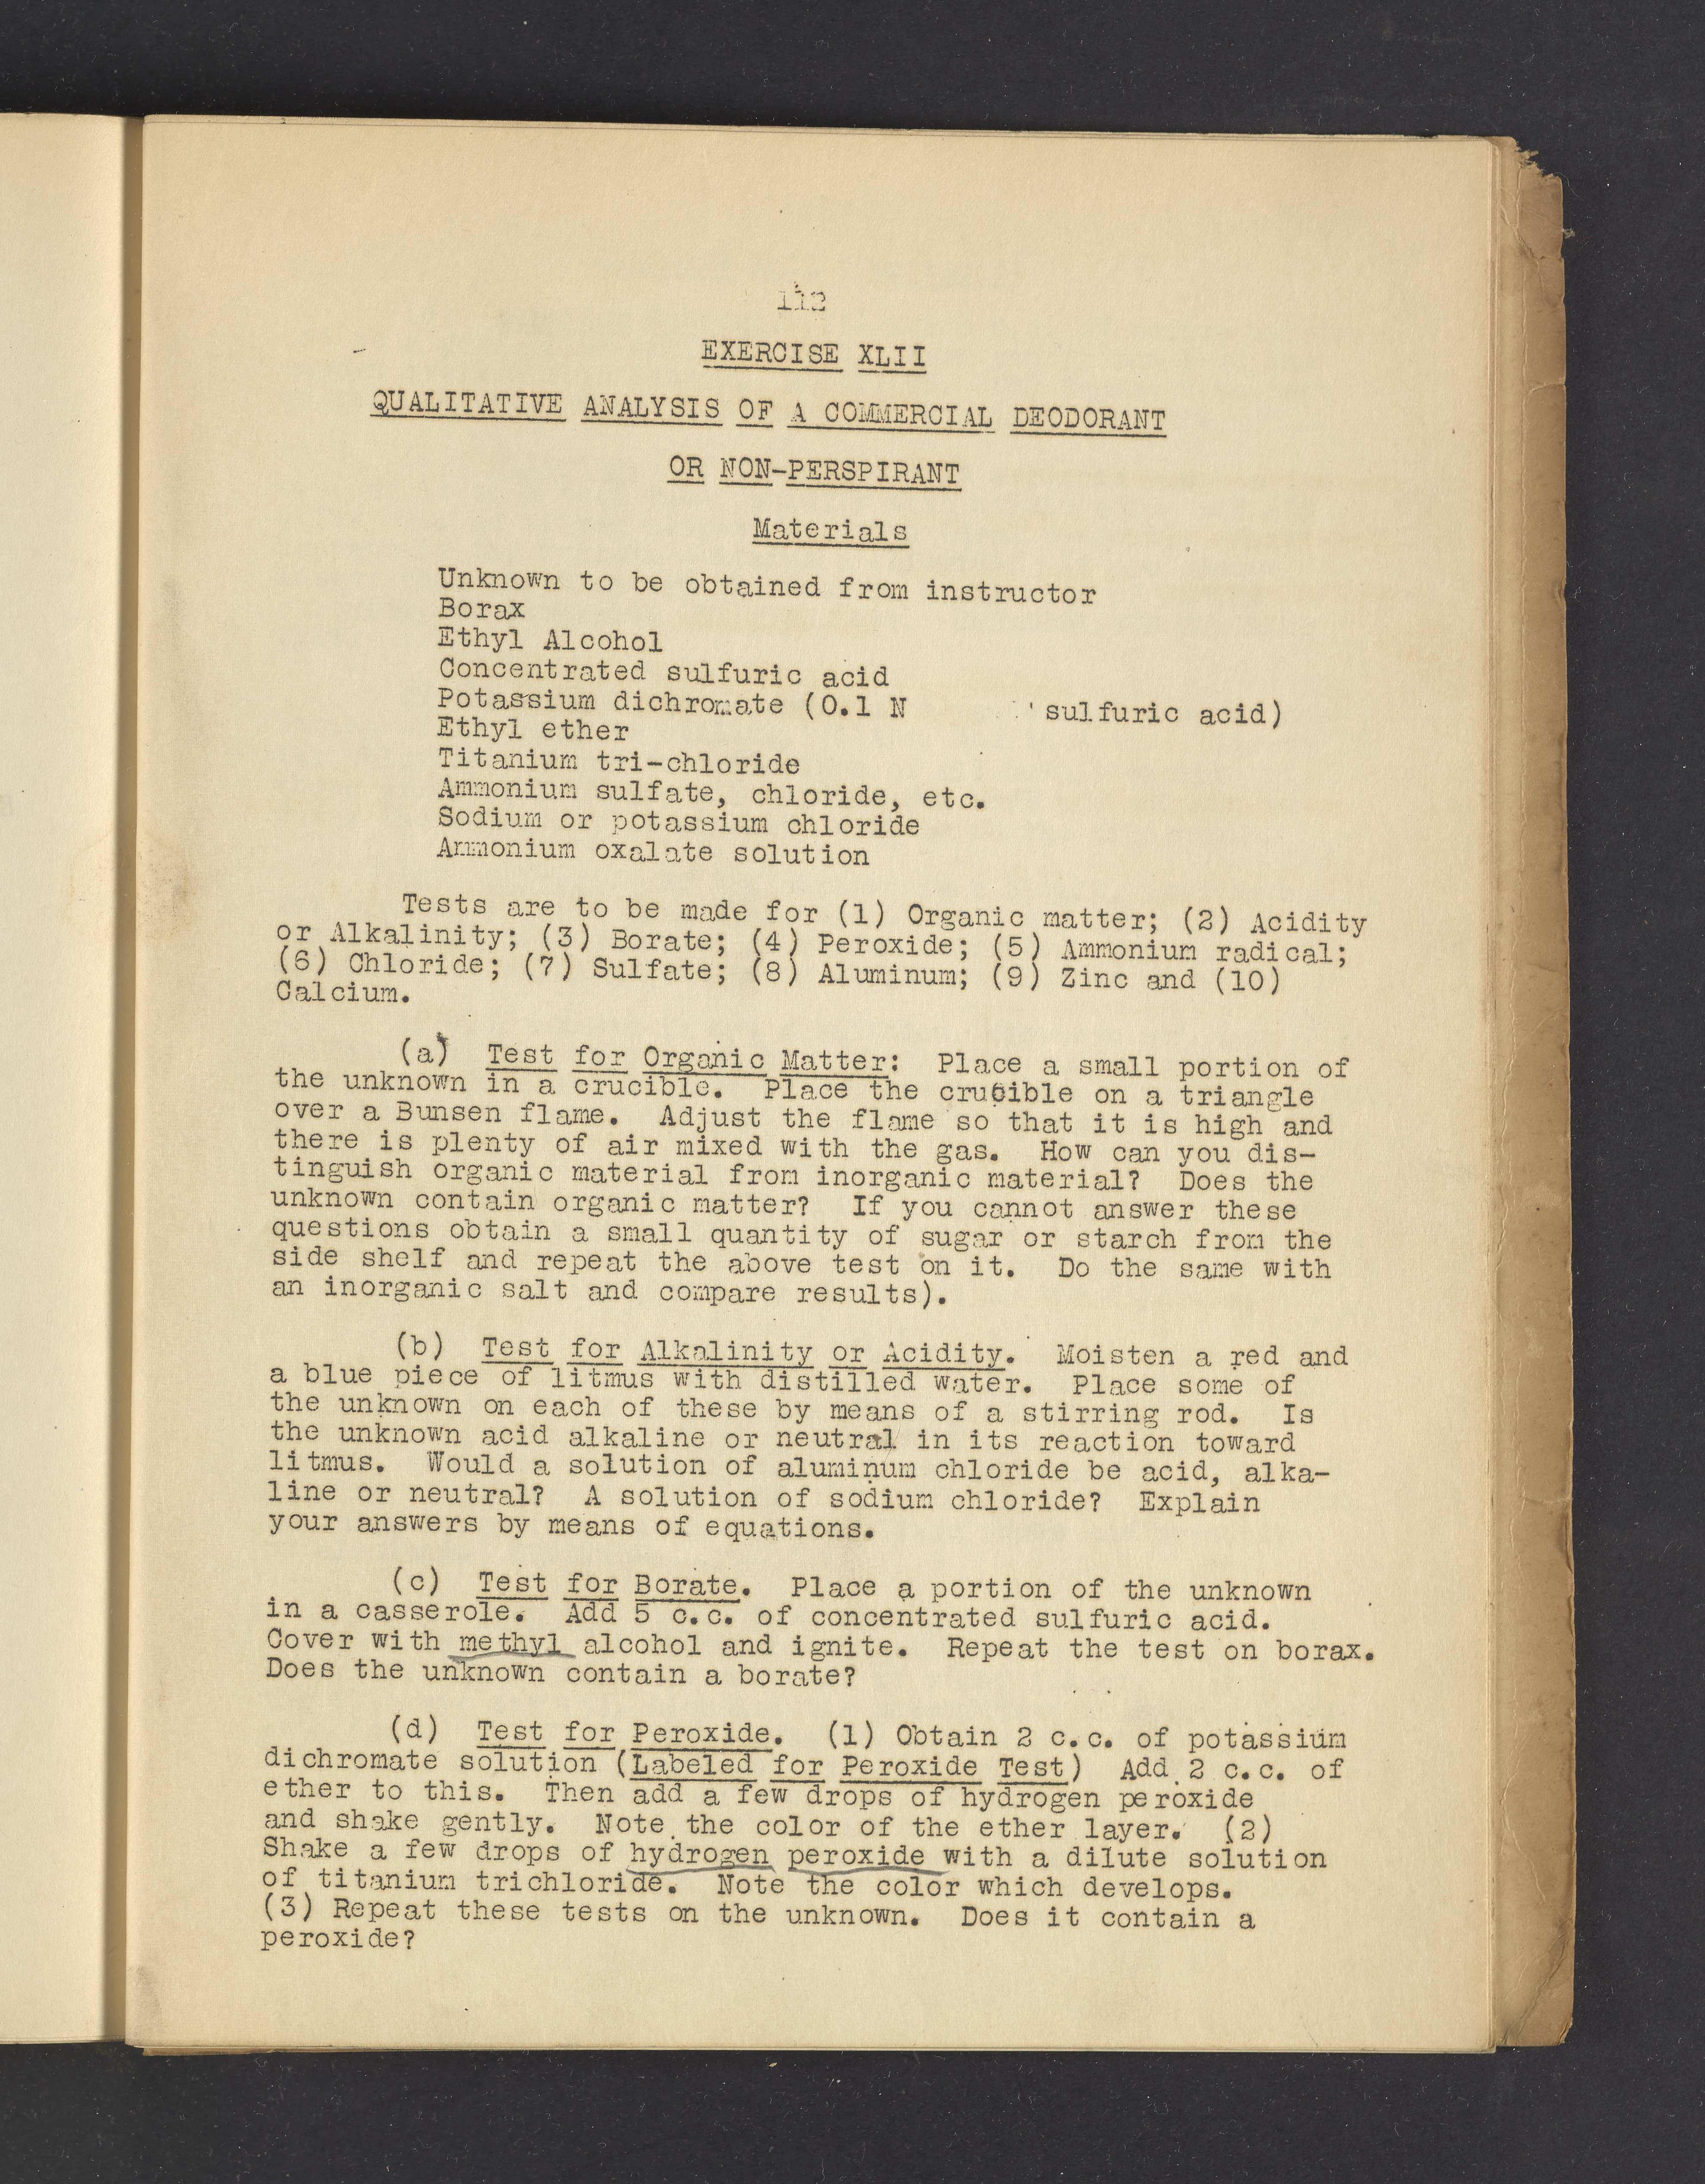 112
EXERCISE XLII
QUALITATIVE ANALYSIS OF A COMMERCIAL DEODORANT
OR NON-PERSPIRANT
Materials
Unknown to be obtained from instructor
Borax
Ethyl Alcohol
Concentrated sulfuric acid
Potassium dichromate (0.1 N sulfuric acid)
Ethyl ether
Titanium tri-chloride
Ammonium sulfate, chloride, etc.
Sodium or potassium chloride
Ammonium oxalate solution
Tests are to be made for (1) Organic matter; (2) Acidity
or Alkalinity; (3) Borate; (4) Peroxide; (5) Ammonium radical;
(6) Chloride; (7) Sulfate; (8) Aluminum; (9) Zinc and (10)
Calcium.
(a) Test for Organic Matter: Place a small portion of
the unknown in a crucible. Place the crucible on a triangle
over a Bunsen flame. Adjust the flame so that it is high and
there is plenty of air mixed with the gas. How can you dis-
tinguish organic material from inorganic material? Does the
unknown contain organic matter? If you cannot answer these
questions obtain a small quantity of sugar or starch from the
side shelf and repeat the above test on it. Do the same with
an inorganic salt and compare results).
(b) Test for Alkalinity or Acidity. Moisten a red and
a blue piece of litmus with distilled water. Place some of
the unknown on each of these by means of a stirring rod. Is
the unknown acid alkaline or neutral in its reaction toward
litmus. Would a solution of aluminum chloride be acid, alka-
line or neutral? A solution of sodium chloride? Explain
your answers by means of equations.
(c) Test for Borate. Place a portion of the unknown
in a casserole. Add 5 c.c. of concentrated sulfuric acid.
Cover with methyl alcohol and ignite. Repeat the test on borax.
Does the unknown contain a borate?
(d) Test for Peroxide. (1) Obtain 2 c.c. of potassium
dichromate solution (Labeled for Peroxide Test) Add 2 c.c. of
ether to this. Then add a few drops of hydrogen peroxide
and shake gently. Note the color of the ether layer. (2)
Shake a few drops of hydrogen peroxide with a dilute solution
of titanium trichloride. Note the color which develops.
(3) Repeat these tests on the unknown. Does it contain a
peroxide?